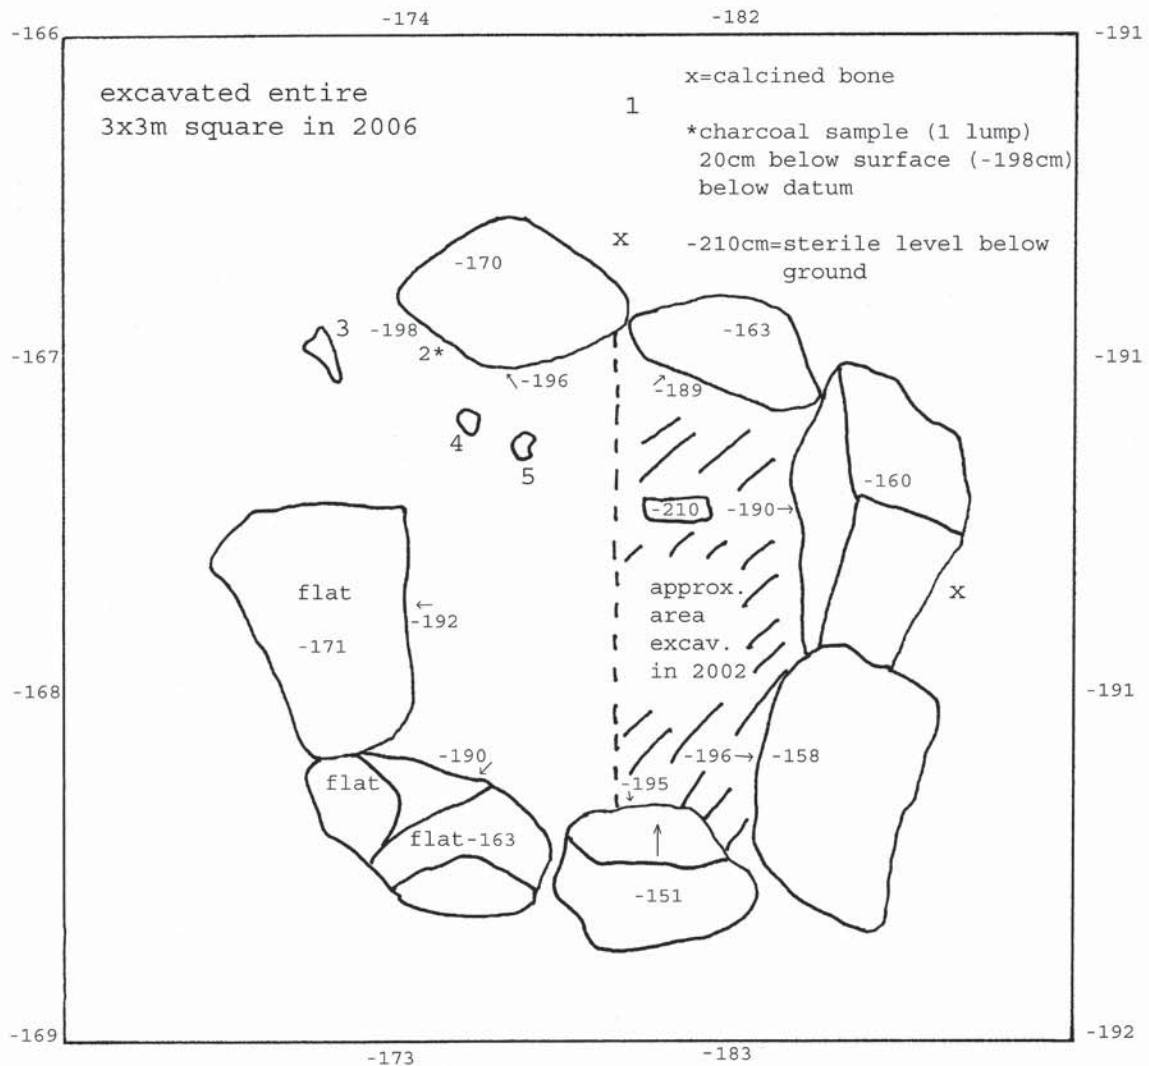 -174
-182
-166
-191
excavated entire
3x3m square in 2006
x=calcined bone
1
*charcoal sample (1 lump)
20cm below surface (-198cm)
below datum
x
-210cm=sterile level below
ground
-170
3
-198
-163
2*
-167
-191
-196
-189
4
5
-160
-210
-190→
flat
approx.
area
excav.
in 2002
x
←
-192
-171
-168
-191
-190
-196→
-158
flat
-195
flat-163
-151
-169
-192
-173
-183